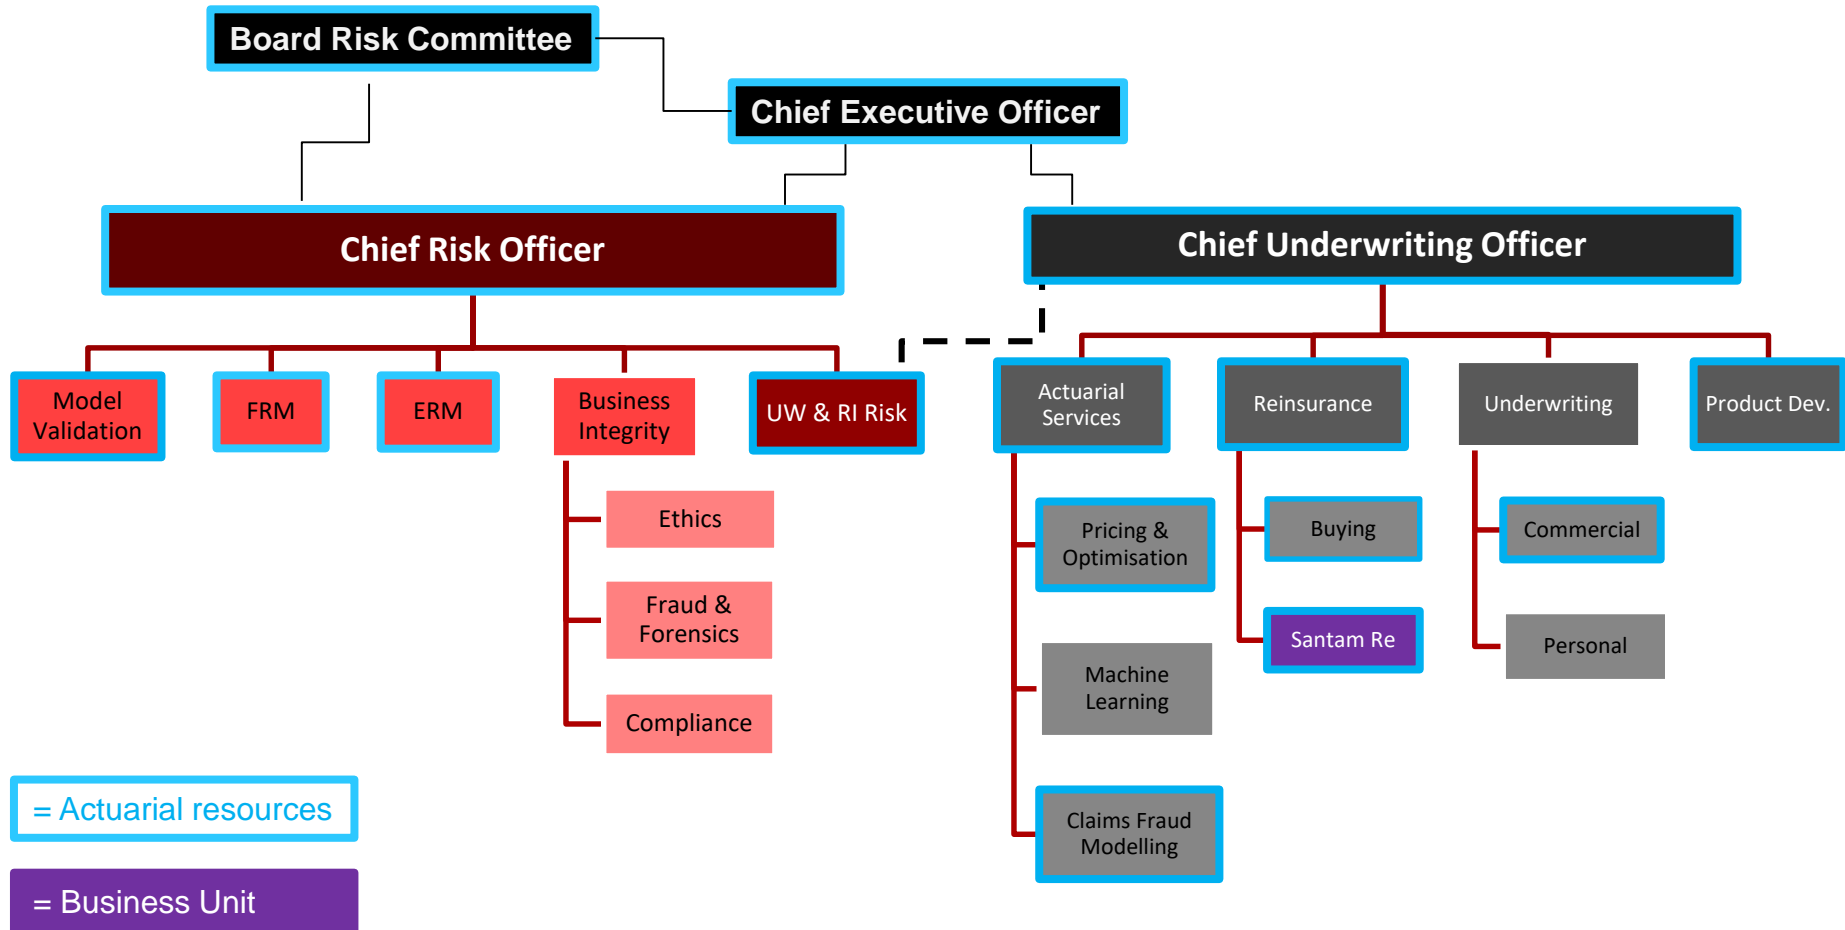 Board Risk Committee
Chief Executive Officer
Chief Risk Officer
Chief Underwriting Officer
Model
Validation
FRM
ERM
Business
Integrity
UW & RI Risk
Actuarial
Services
Reinsurance
Underwriting
Product Dev.
Ethics
Fraud &
Forensics
Compliance
Pricing &
Optimisation
Machine
Learning
Claims Fraud
Modelling
Buying
Santam Re
Commercial
Personal
= Actuarial resources
= Business Unit